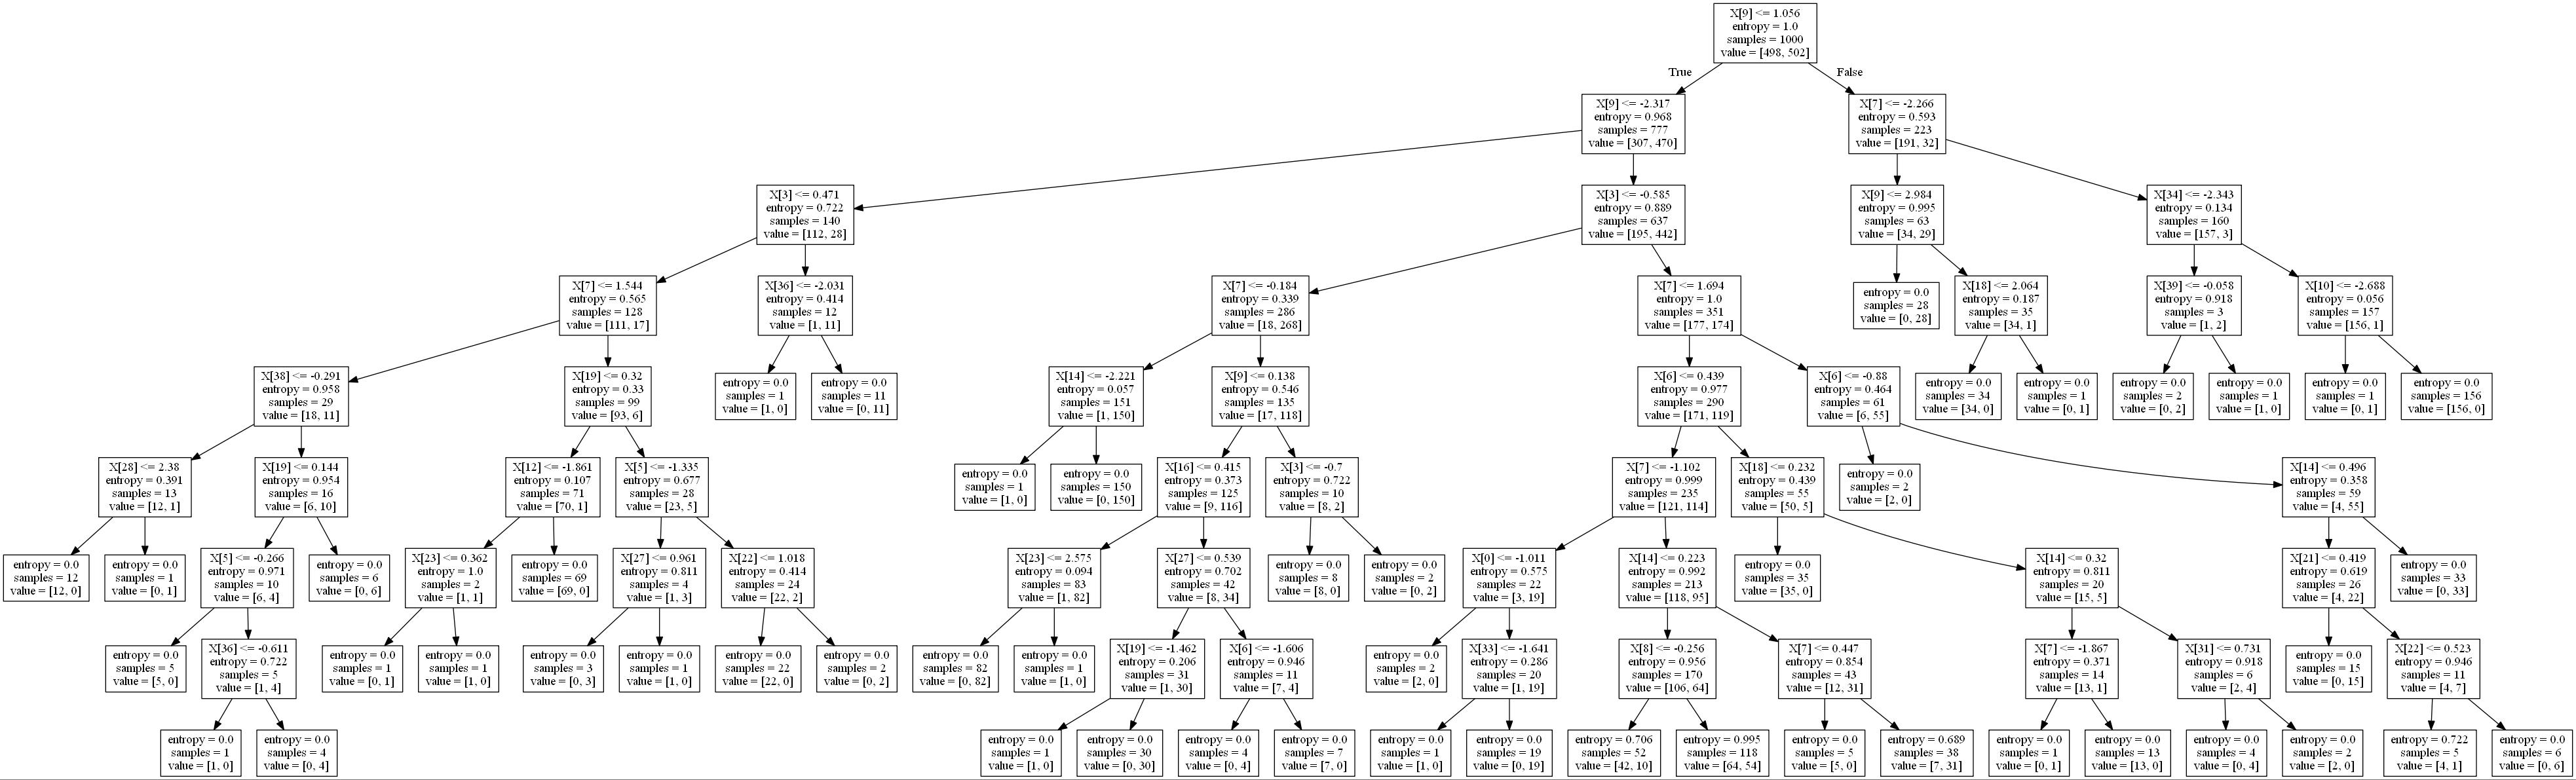 X[9] <= 1.056
entropy = 1.0
samples = 1000
value = [498, 502]
True
False
X[9] <= -2.317
entropy = 0.968
samples = 777
value = [307, 470]
X[7] <= -2.266
entropy = 0.593
samples = 223
value = [191, 32]
X[3] <= 0.471
entropy = 0.722
samples = 140
value = [112, 28]
X[3] <= -0.585
entropy = 0.889
samples = 637
value = [195, 442]
X[9] <= 2.984
entropy = 0.995
samples = 63
value = [34, 29]
X[34] <= -2.343
entropy = 0.134
samples = 160
value = [157, 3]
X[7] <= 1.544
entropy = 0.565
samples = 128
value = [111, 17]
X[36] <= -2.031
entropy = 0.414
samples = 12
value = [1, 11]
X[7] <= -0.184
entropy = 0.339
samples = 286
value = [18, 268]
X[7] <= 1.694
entropy = 1.0
samples = 351
value = [177, 174]
entropy = 0.0
samples = 28
value = [0, 28]
X[18] <= 2.064
entropy = 0.187
samples = 35
value = [34, 1]
X[39] <= -0.058
entropy = 0.918
samples = 3
value = [1, 2]
X[10] <= -2.688
entropy = 0.056
samples = 157
value = [156, 1]
X[38] <= -0.291
entropy = 0.958
samples = 29
value = [18, 11]
X[19] <= 0.32
entropy = 0.33
samples = 99
value = [93, 6]
entropy = 0.0
samples = 1
value = [1, 0]
entropy = 0.0
samples = 11
value = [0, 11]
X[14] <= -2.221
entropy = 0.057
samples = 151
value = [1, 150]
X[9] <= 0.138
entropy = 0.546
samples = 135
value = [17, 118]
X[6] <= 0.439
entropy = 0.977
samples = 290
value = [171, 119]
X[6] <= -0.88
entropy = 0.464
samples = 61
value = [6, 55]
entropy = 0.0
samples = 34
value = [34, 0]
entropy = 0.0
samples = 1
value = [0, 1]
entropy = 0.0
samples = 2
value = [0, 2]
entropy = 0.0
samples = 1
value = [1, 0]
entropy = 0.0
samples = 1
value = [0, 1]
entropy = 0.0
samples = 156
value = [156, 0]
X[28] <= 2.38
entropy = 0.391
samples = 13
value = [12, 1]
X[19] <= 0.144
entropy = 0.954
samples = 16
value = [6, 10]
X[12] <= -1.861
entropy = 0.107
samples = 71
value = [70, 1]
X[5] <= -1.335
entropy = 0.677
samples = 28
value = [23, 5]
entropy = 0.0
samples = 1
value = [1, 0]
entropy = 0.0
samples = 150
value = [0, 150]
X[16] <= 0.415
entropy = 0.373
samples = 125
value = [9, 116]
X[3] <= -0.7
entropy = 0.722
samples = 10
value = [8, 2]
X[7] <= -1.102
entropy = 0.999
samples = 235
value = [121, 114]
X[18] <= 0.232
entropy = 0.439
samples = 55
value = [50, 5]
entropy = 0.0
samples = 2
value = [2, 0]
X[14] <= 0.496
entropy = 0.358
samples = 59
value = [4, 55]
entropy = 0.0
samples = 12
value = [12, 0]
entropy = 0.0
samples = 1
value = [0, 1]
X[5] <= -0.266
entropy = 0.971
samples = 10
value = [6, 4]
entropy = 0.0
samples = 6
value = [0, 6]
X[23] <= 0.362
entropy = 1.0
samples = 2
value = [1, 1]
entropy = 0.0
samples = 69
value = [69, 0]
X[27] <= 0.961
entropy = 0.811
samples = 4
value = [1, 3]
X[22] <= 1.018
entropy = 0.414
samples = 24
value = [22, 2]
X[23] <= 2.575
entropy = 0.094
samples = 83
value = [1, 82]
X[27] <= 0.539
entropy = 0.702
samples = 42
value = [8, 34]
entropy = 0.0
samples = 8
value = [8, 0]
entropy = 0.0
samples = 2
value = [0, 2]
X[0] <= -1.011
entropy = 0.575
samples = 22
value = [3, 19]
X[14] <= 0.223
entropy = 0.992
samples = 213
value = [118, 95]
entropy = 0.0
samples = 35
value = [35, 0]
X[14] <= 0.32
entropy = 0.811
samples = 20
value = [15, 5]
X[21] <= 0.419
entropy = 0.619
samples = 26
value = [4, 22]
entropy = 0.0
samples = 33
value = [0, 33]
entropy = 0.0
samples = 5
value = [5, 0]
X[36] <= -0.611
entropy = 0.722
samples = 5
value = [1, 4]
entropy = 0.0
samples = 1
value = [0, 1]
entropy = 0.0
samples = 1
value = [1, 0]
entropy = 0.0
samples = 3
value = [0, 3]
entropy = 0.0
samples = 1
value = [1, 0]
entropy = 0.0
samples = 22
value = [22, 0]
entropy = 0.0
samples = 2
value = [0, 2]
entropy = 0.0
samples = 82
value = [0, 82]
entropy = 0.0
samples = 1
value = [1, 0]
X[19] <= -1.462
entropy = 0.206
samples = 31
value = [1, 30]
X[6] <= -1.606
entropy = 0.946
samples = 11
value = [7, 4]
entropy = 0.0
samples = 2
value = [2, 0]
X[33] <= -1.641
entropy = 0.286
samples = 20
value = [1, 19]
X[8] <= -0.256
entropy = 0.956
samples = 170
value = [106, 64]
X[7] <= 0.447
entropy = 0.854
samples = 43
value = [12, 31]
X[7] <= -1.867
entropy = 0.371
samples = 14
value = [13, 1]
X[31] <= 0.731
entropy = 0.918
samples = 6
value = [2, 4]
entropy = 0.0
samples = 15
value = [0, 15]
X[22] <= 0.523
entropy = 0.946
samples = 11
value = [4, 7]
entropy = 0.0
samples = 1
value = [1, 0]
entropy = 0.0
samples = 4
value = [0, 4]
entropy = 0.0
samples = 1
value = [1, 0]
entropy = 0.0
samples = 30
value = [0, 30]
entropy = 0.0
samples = 4
value = [0, 4]
entropy = 0.0
samples = 7
value = [7, 0]
entropy = 0.0
samples = 1
value = [1, 0]
entropy = 0.0
samples = 19
value = [0, 19]
entropy = 0.706
samples = 52
value = [42, 10]
entropy = 0.995
samples = 118
value = [64, 54]
entropy = 0.0
samples = 5
value = [5, 0]
entropy = 0.689
samples = 38
value = [7, 31]
entropy = 0.0
samples = 1
value = [0, 1]
entropy = 0.0
samples = 13
value = [13, 0]
entropy = 0.0
samples = 4
value = [0, 4]
entropy = 0.0
samples = 2
value = [2, 0]
entropy = 0.722
samples = 5
value = [4, 1]
entropy = 0.0
samples = 6
value = [0, 6]